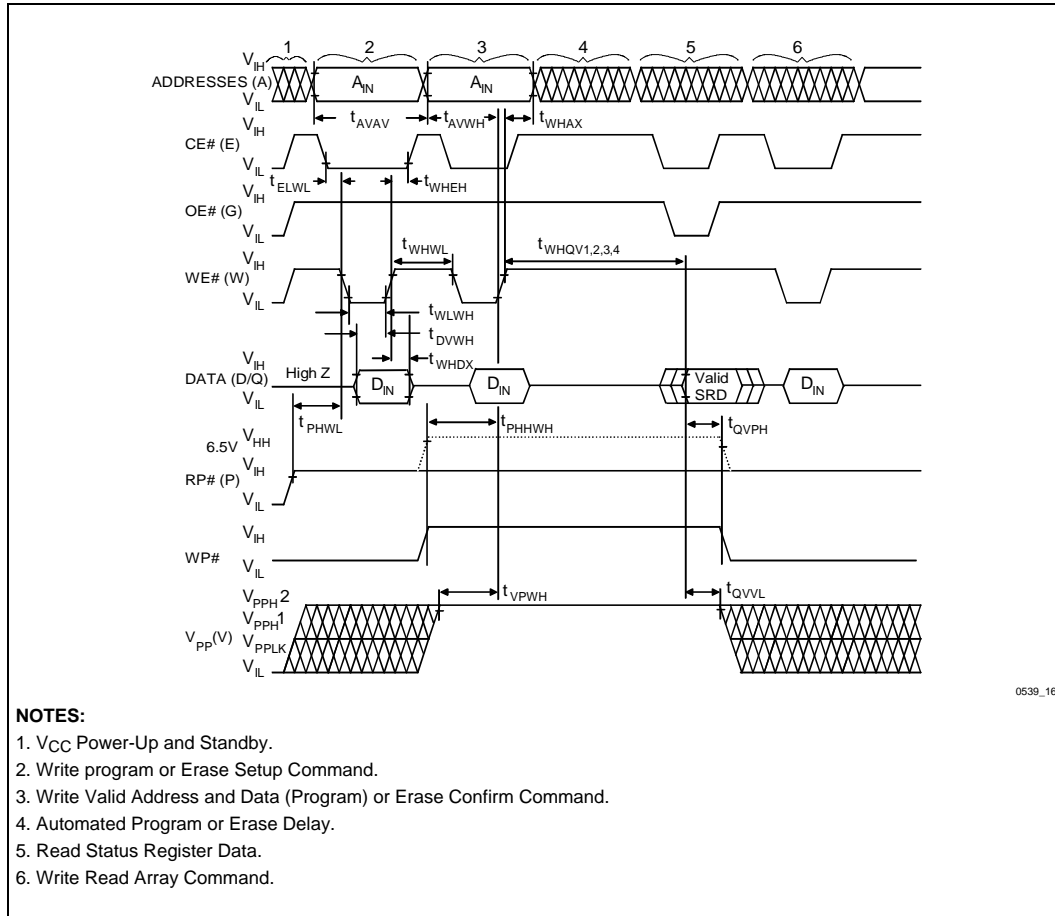 1 2 3 4 5 6
VIH
ADDRESSES (A) AIN AIN
VIL
tAVAV tAVWH tWHAX
VIH
CE# (E)
VIL
tELWL tWHEH
VIH
OE# (G)
VIL
tWHWL tWHQV1,2,3,4
VIH
WE# (W)
VIL
tWLWH
tDVWH
tWHDX
VIH
High Z
DATA (D/Q) DIN DIN Valid SRD DIN
VIL
tPHWL tPHHWH tQVPH
6.5V VHH
VIH
RP# (P)
VIL
VIH
WP#
VIL
tVPWH tQVVL
VPPH 2
VPPH 1
VPP(V) VPPLK
VIL
0539_16
NOTES:
1. VCC Power-Up and Standby.
2. Write program or Erase Setup Command.
3. Write Valid Address and Data (Program) or Erase Confirm Command.
4. Automated Program or Erase Delay.
5. Read Status Register Data.
6. Write Read Array Command.